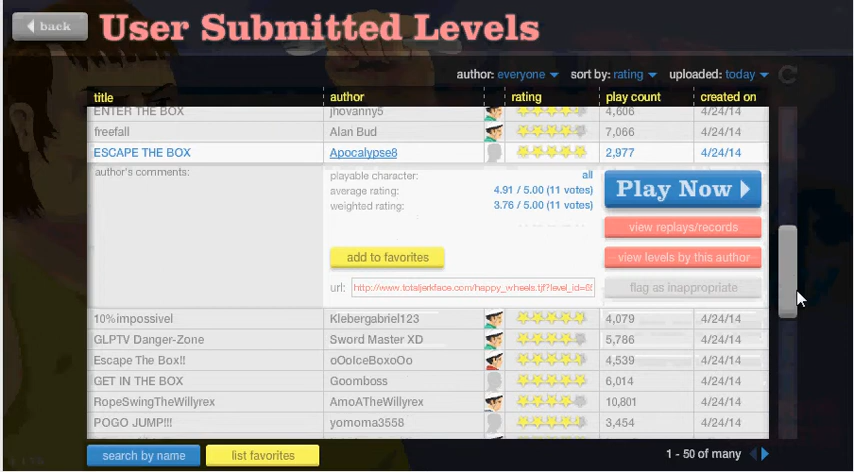 back
User Submitted Levels
author: everyone sort by: rating uploaded: today
title author rating play count created on
ENTER THE BOX jhovanny5 4,606 4/24/14
freefall Alan Bud 7,066 4/24/14
ESCAPE THE BOX Apocalypse8 2,977 4/24/14
author's comments:
playable character: all
average rating: 4.91 / 5.00 (11 votes)
weighted rating: 3.76 / 5.00 (11 votes)
Play Now
view replays/records
add to favorites
view levels by this author
url: http://www.totaljerkface.com/happy_wheels.tjf?level_id=6
flag as inappropriate
10%impossivel Klebergabriel123 4,079 4/24/14
GLPTV Danger-Zone Sword Master XD 5,786 4/24/14
Escape The Box!! oOoIceBoxoOo 4,539 4/24/14
GET IN THE BOX Goomboss 6,014 4/24/14
RopeSwingTheWillyrex AmoATheWillyrex 10,801 4/24/14
POGO JUMP!!! yomoma3558 3,454 4/24/14
search by name list favorites 1 - 50 of many